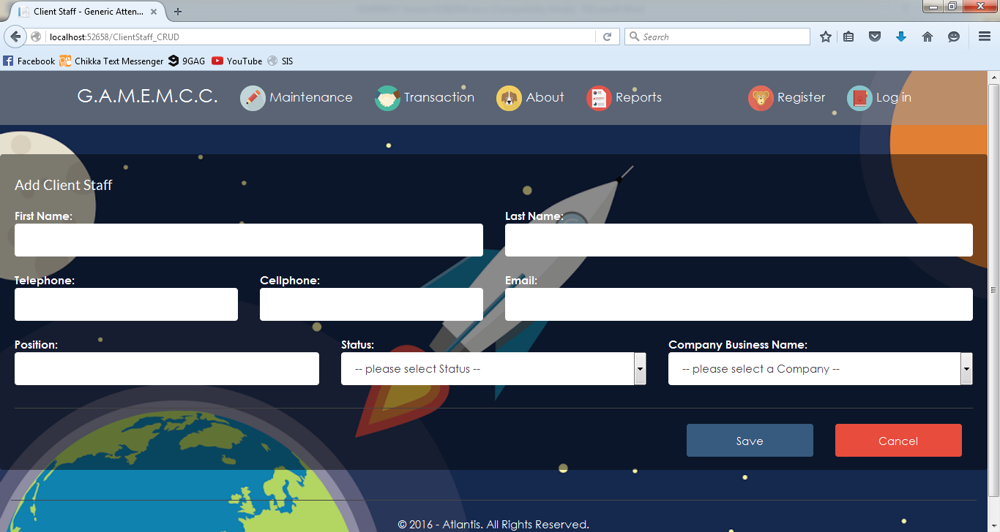 Client Staff - Generic Atten...
localhost:52658/ClientStaff_CRUD
Search
Facebook Chikka Text Messenger 9GAG YouTube SIS
G.A.M.E.M.C.C. Maintenance Transaction About Reports Register Log in
Add Client Staff
First Name: Last Name:
Telephone: Cellphone: Email:
Position: Status: Company Business Name:
-- please select Status -- -- please select a Company --
Save Cancel
© 2016 - Atlantis. All Rights Reserved.